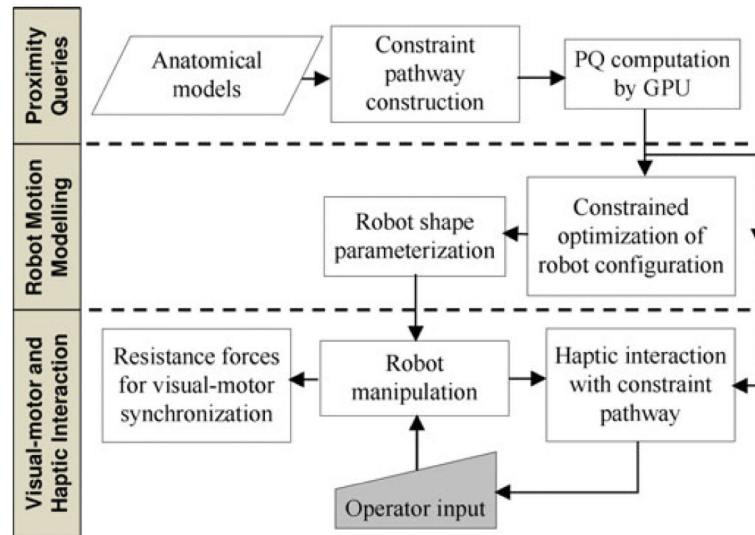 Proximity
Queries
Anatomical
models
Constraint
pathway
construction
PQ computation
by GPU
Robot Motion
Modelling
Robot shape
parameterization
Constrained
optimization of
robot configuration
Visual-motor and
Haptic Interaction
Resistance forces
for visual-motor
synchronization
Robot
manipulation
Haptic interaction
with constraint
pathway
Operator input